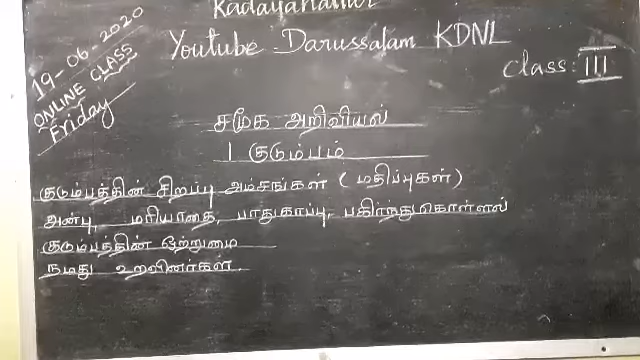 Kadayanallur
19-06-2020
ONLINE CLASS
Friday
Youtube : Darussalam KDNL
class : III
சமூக அறிவியல்
1 குடும்பம்
குடும்பத்தின் சிறப்பு அம்சங்கள் ( மதிப்புகள் )
அன்பு, மரியாதை, பாதுகாப்பு, பகிர்ந்துகொள்ளல்
குடும்பத்தின் ஒற்றுமை
நமது உறவினர்கள்.